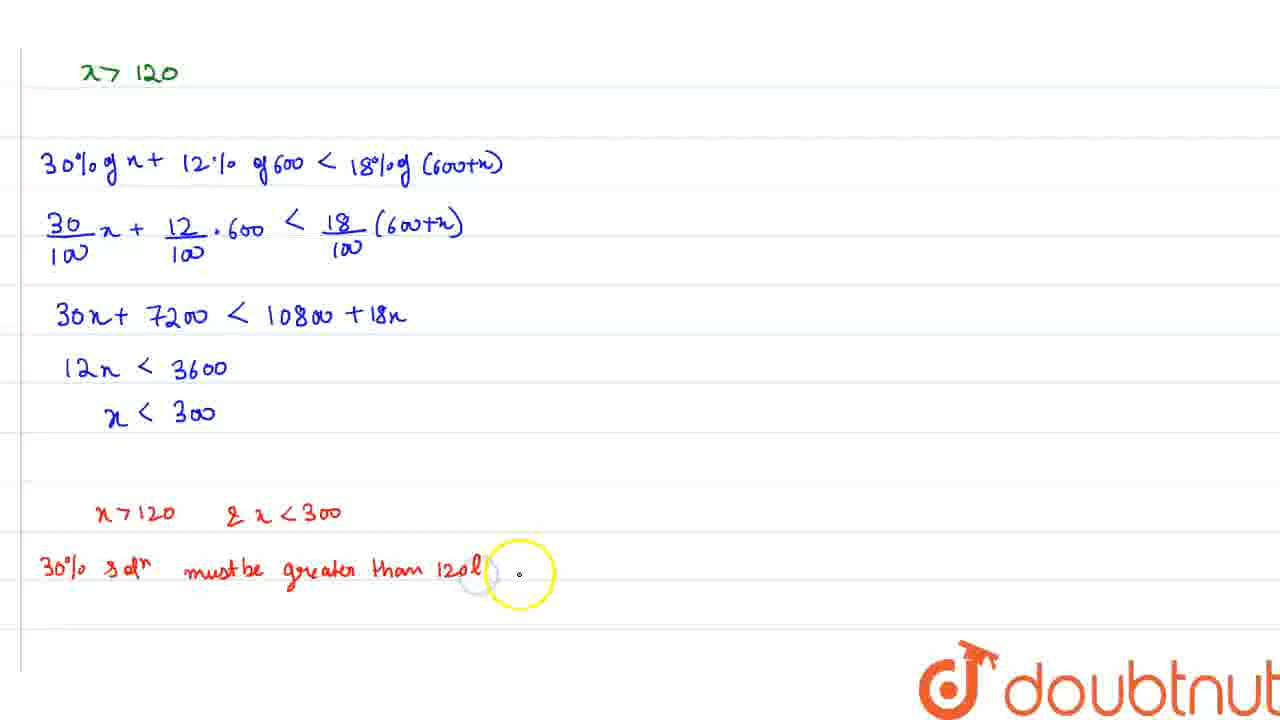 x > 120
30% of x + 12% of 600 < 18% of (600+x)
30/100 x + 12/100 . 600 < 18/100 (600+x)
30x + 7200 < 10800 + 18x
12x < 3600
x < 300
x > 120 & x < 300
30% solⁿ must be greater than 120l
doubtnut